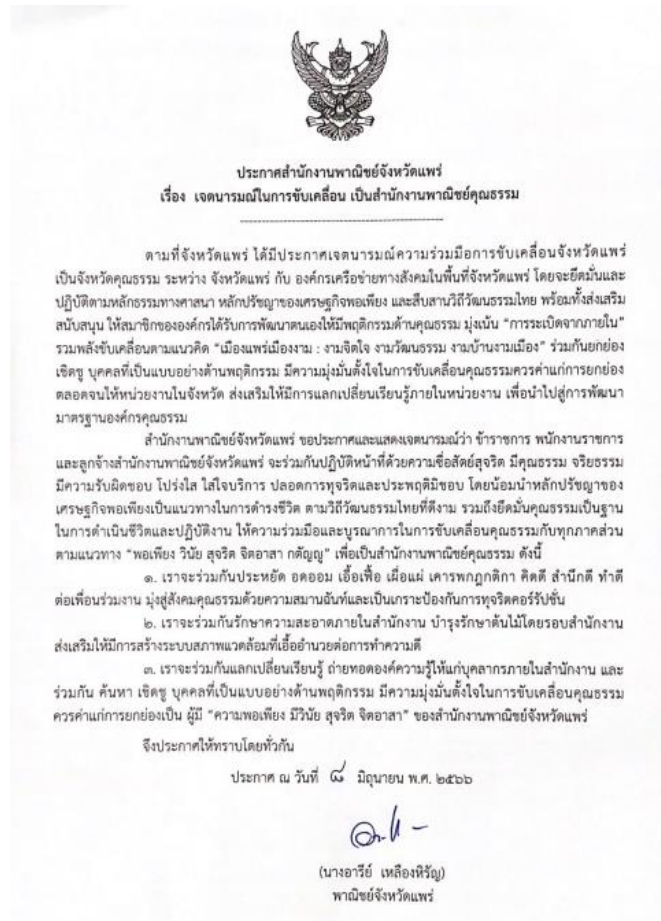 ประกาศสำนักงานพาณิชย์จังหวัดแพร่
เรื่อง เจตนารมณ์ในการขับเคลื่อน เป็นสำนักงานพาณิชย์คุณธรรม
ตามที่จังหวัดแพร่ ได้มีประกาศเจตนารมณ์ความร่วมมือการขับเคลื่อนจังหวัดแพร่
เป็นจังหวัดคุณธรรม ระหว่าง จังหวัดแพร่ กับ องค์กรเครือข่ายทางสังคมในพื้นที่จังหวัดแพร่ โดยจะยึดมั่นและ
ปฏิบัติตามหลักธรรมทางศาสนา หลักปรัชญาของเศรษฐกิจพอเพียง และสืบสานวิถีวัฒนธรรมไทย พร้อมทั้งส่งเสริม
สนับสนุน ให้สมาชิกขององค์กรได้รับการพัฒนาตนเองให้มีพฤติกรรมด้านคุณธรรม มุ่งเน้น “การระเบิดจากภายใน”
รวมพลังขับเคลื่อนตามแนวคิด “เมืองแพร่เมืองงาม : งามจิตใจ งามวัฒนธรรม งามบ้านงามเมือง” ร่วมกันยกย่อง
เชิดชู บุคคลที่เป็นแบบอย่างด้านพฤติกรรม มีความมุ่งมั่นตั้งใจในการขับเคลื่อนคุณธรรมควรค่าแก่การยกย่อง
ตลอดจนให้หน่วยงานในจังหวัด ส่งเสริมให้มีการแลกเปลี่ยนเรียนรู้ภายในหน่วยงาน เพื่อนำไปสู่การพัฒนา
มาตรฐานองค์กรคุณธรรม
สำนักงานพาณิชย์จังหวัดแพร่ ขอประกาศและแสดงเจตนารมณ์ว่า ข้าราชการ พนักงานราชการ
และลูกจ้างสำนักงานพาณิชย์จังหวัดแพร่ จะร่วมกันปฏิบัติหน้าที่ด้วยความซื่อสัตย์สุจริต มีคุณธรรม จริยธรรม
มีความรับผิดชอบ โปร่งใส ใส่ใจบริการ ปลอดการทุจริตและประพฤติมิชอบ โดยน้อมนำหลักปรัชญาของ
เศรษฐกิจพอเพียงเป็นแนวทางในการดำรงชีวิต ตามวิถีวัฒนธรรมไทยที่ดีงาม รวมถึงยึดมั่นคุณธรรมเป็นฐาน
ในการดำเนินชีวิตและปฏิบัติงาน ให้ความร่วมมือและบูรณาการในการขับเคลื่อนคุณธรรมกับทุกภาคส่วน
ตามแนวทาง “พอเพียง วินัย สุจริต จิตอาสา กตัญญู” เพื่อเป็นสำนักงานพาณิชย์คุณธรรม ดังนี้
๑. เราจะร่วมกันประหยัด อดออม เอื้อเฟื้อ เผื่อแผ่ เคารพกฎกติกา คิดดี สำนึกดี ทำดี
ต่อเพื่อนร่วมงาน มุ่งสู่สังคมคุณธรรมด้วยความสมานฉันท์และเป็นเกราะป้องกันการทุจริตคอร์รัปชั่น
๒. เราจะร่วมกันรักษาความสะอาดภายในสำนักงาน บำรุงรักษาต้นไม้โดยรอบสำนักงาน
ส่งเสริมให้มีการสร้างระบบสภาพแวดล้อมที่เอื้ออำนวยต่อการทำความดี
๓. เราจะร่วมกันแลกเปลี่ยนเรียนรู้ ถ่ายทอดองค์ความรู้ให้แก่บุคลากรภายในสำนักงาน และ
ร่วมกัน ค้นหา เชิดชู บุคคลที่เป็นแบบอย่างด้านพฤติกรรม มีความมุ่งมั่นตั้งใจในการขับเคลื่อนคุณธรรม
ควรค่าแก่การยกย่องเป็น ผู้มี “ความพอเพียง มีวินัย สุจริต จิตอาสา” ของสำนักงานพาณิชย์จังหวัดแพร่
จึงประกาศให้ทราบโดยทั่วกัน
ประกาศ ณ วันที่ ๘ มิถุนายน พ.ศ. ๒๕๖๖
(นางอารีย์ เหลืองหิรัญ)
พาณิชย์จังหวัดแพร่